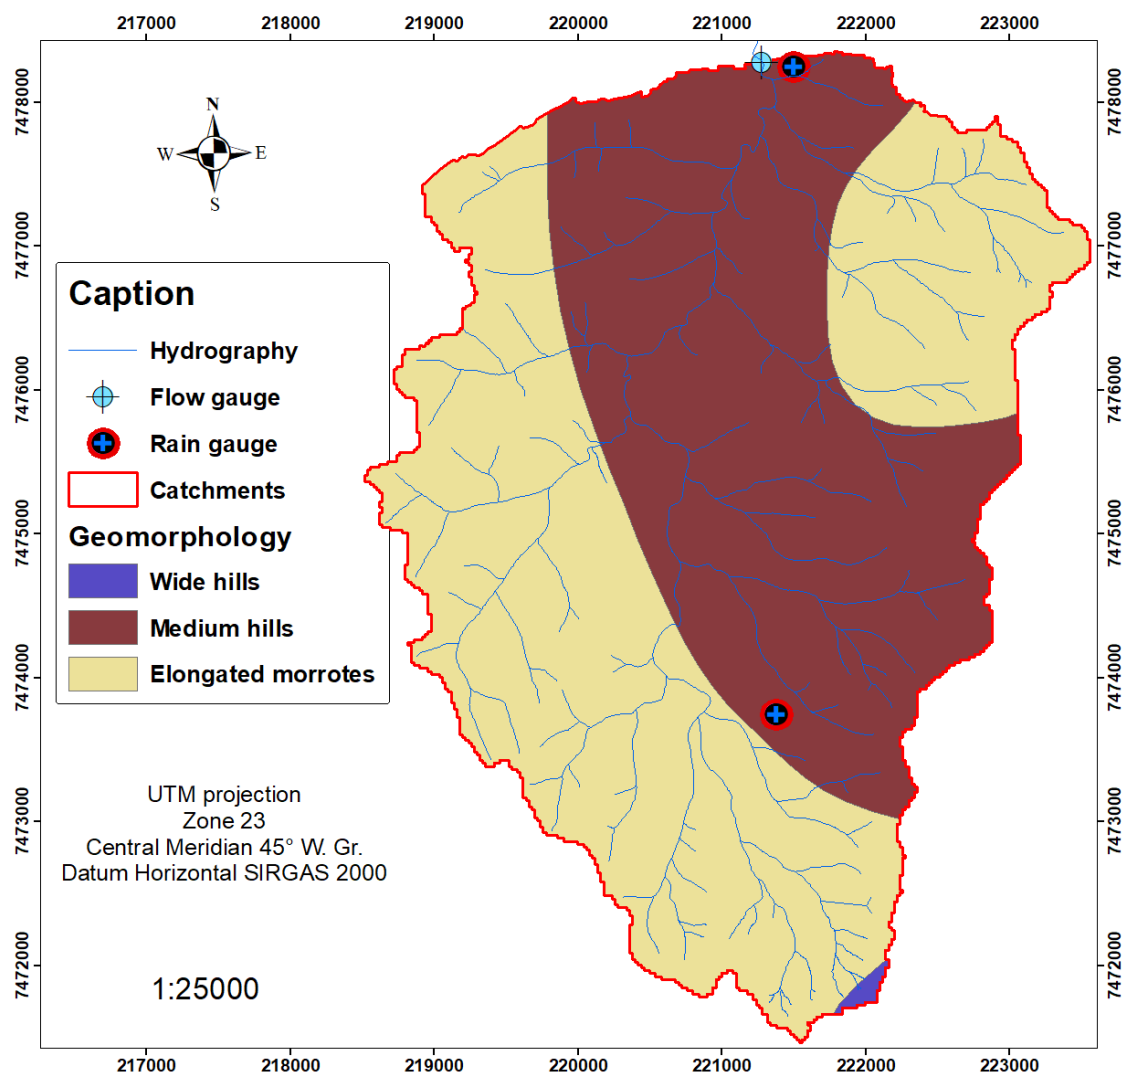 217000 218000 219000 220000 221000 222000 223000
7478000 7478000
N
W E
S
7477000 7477000
Caption
Hydrography
7476000 7476000
Flow gauge
Rain gauge
Catchments
7475000 7475000
Geomorphology
Wide hills
Medium hills
Elongated morrotes
7474000 7474000
UTM projection
Zone 23
Central Meridian 45° W. Gr.
Datum Horizontal SIRGAS 2000
7473000 7473000
7472000 7472000
1:25000
217000 218000 219000 220000 221000 222000 223000